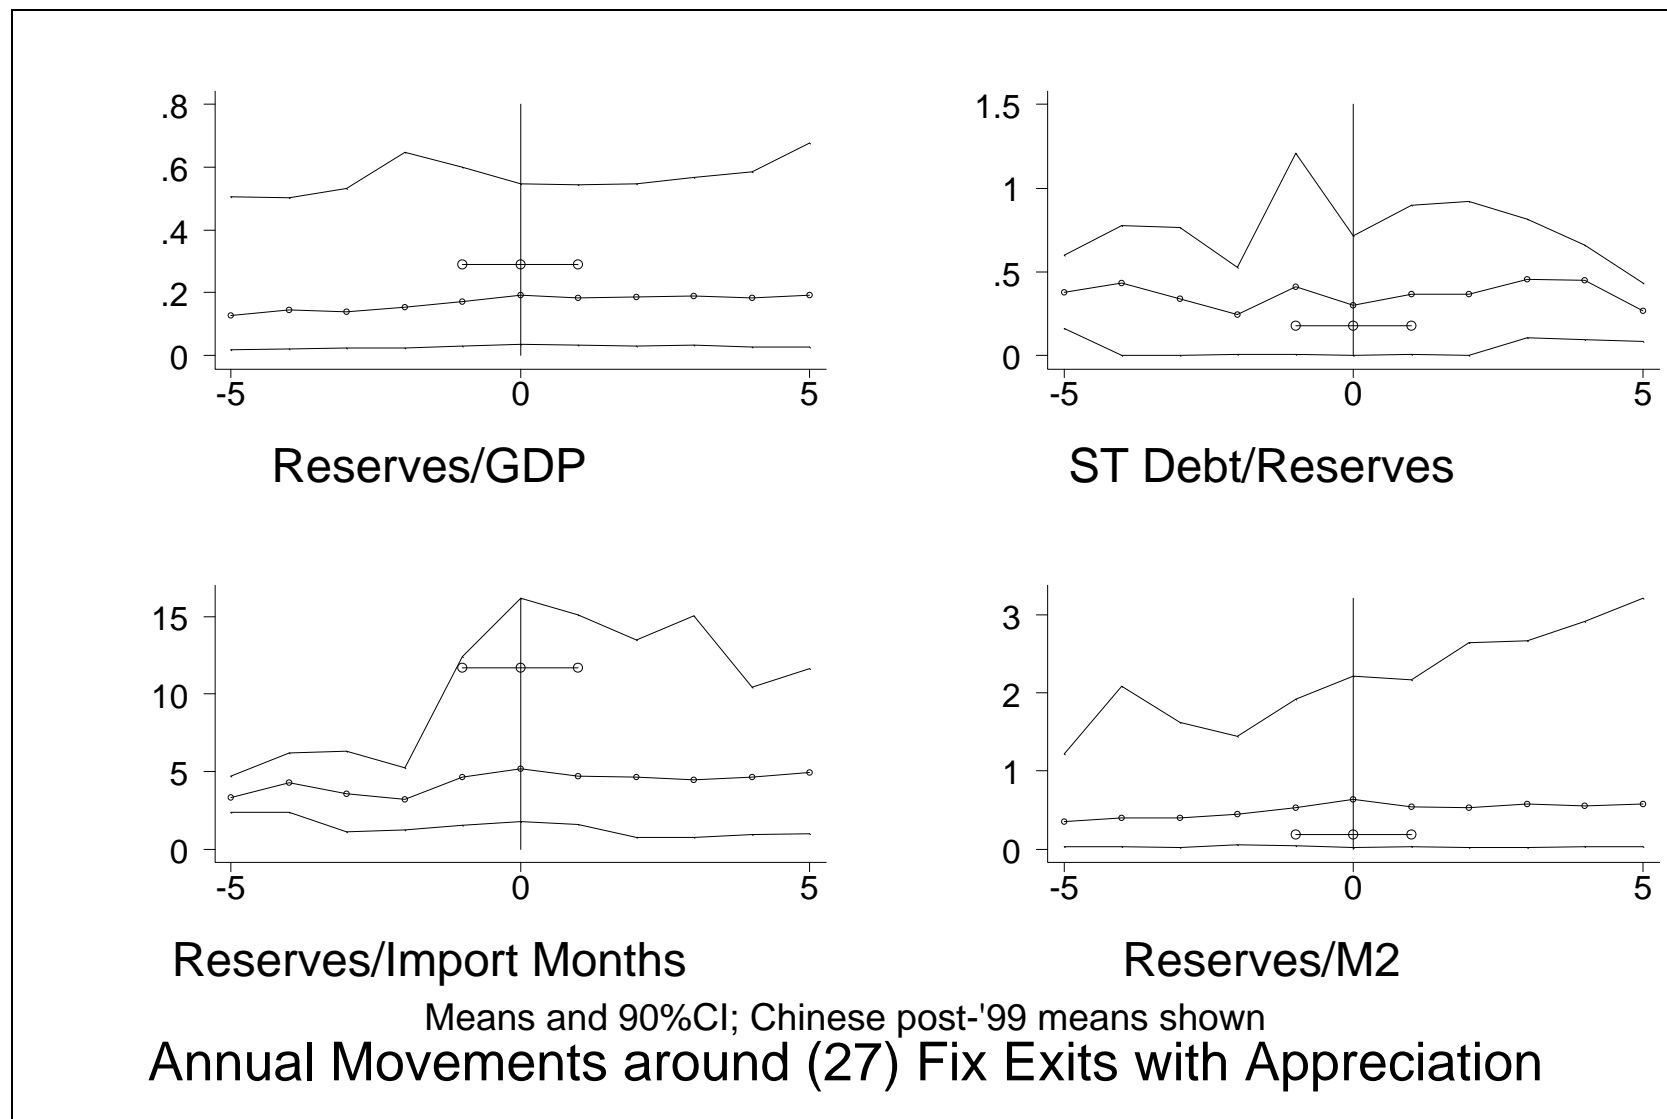 .8
.6
.4
.2
0
-5 0 5
Reserves/GDP
1.5
1
.5
0
-5 0 5
ST Debt/Reserves
15
10
5
0
-5 0 5
Reserves/Import Months
3
2
1
0
-5 0 5
Reserves/M2
Means and 90%CI; Chinese post-'99 means shown
Annual Movements around (27) Fix Exits with Appreciation